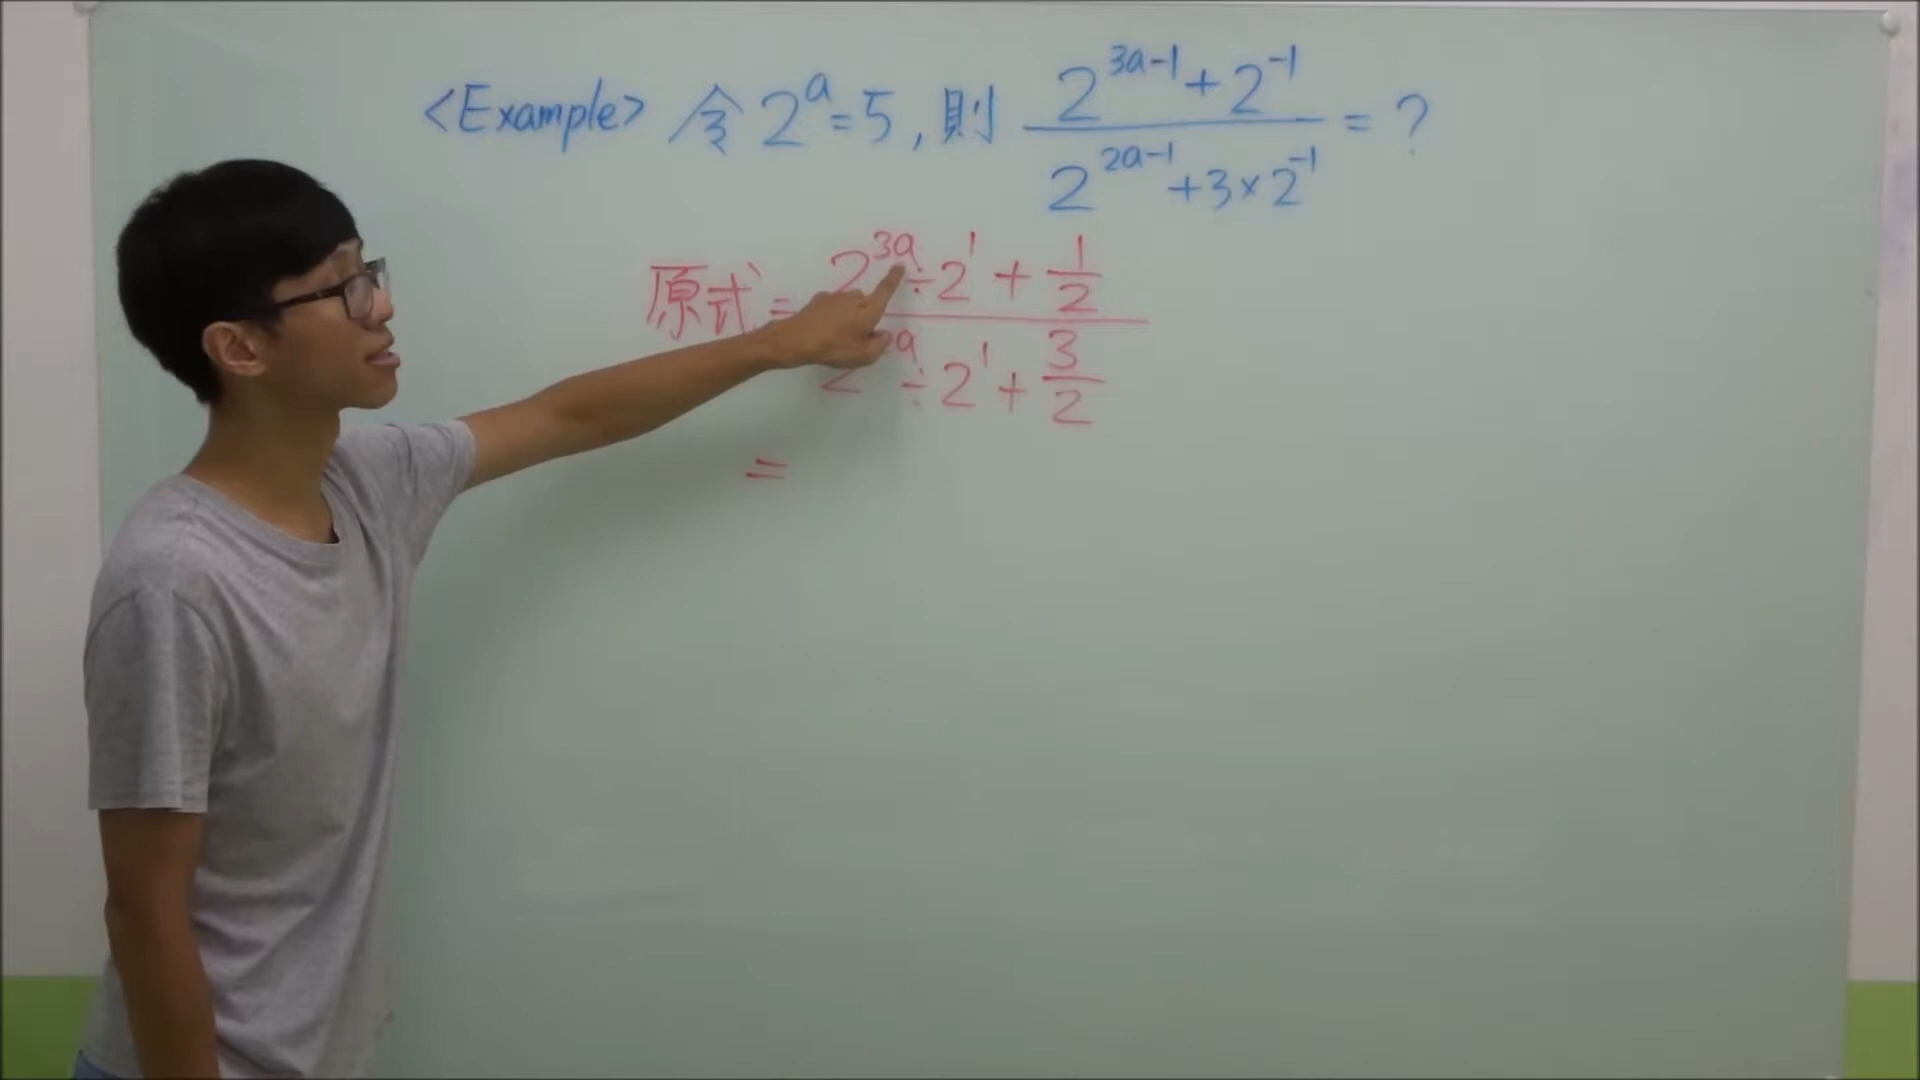 <Example> 令 2^a = 5, 則 (2^(3a-1) + 2^(-1)) / (2^(2a-1) + 3 × 2^(-1)) = ?
原式 = (2^(3a) ÷ 2^1 + 1/2) / (2^(2a) ÷ 2^1 + 3/2)
=